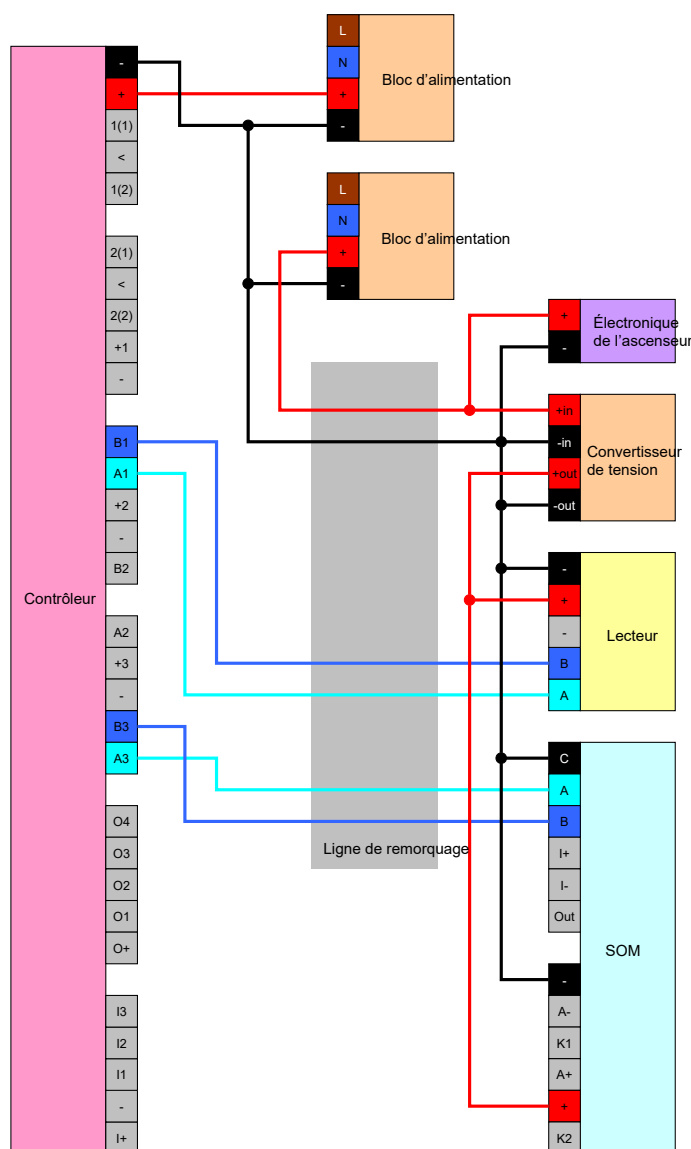 L
N
+
-
Bloc d’alimentation
L
N
+
-
Bloc d’alimentation
Contrôleur
-
+
1(1)
<
1(2)
2(1)
<
2(2)
+1
-
B1
A1
+2
-
B2
A2
+3
-
B3
A3
O4
O3
O2
O1
O+
I3
I2
I1
-
I+
Ligne de remorquage
+
-
Électronique
de l’ascenseur
+in
-in
+out
-out
Convertisseur
de tension
-
+
-
B
A
Lecteur
C
A
B
I+
I-
Out
-
A-
K1
A+
+
K2
SOM